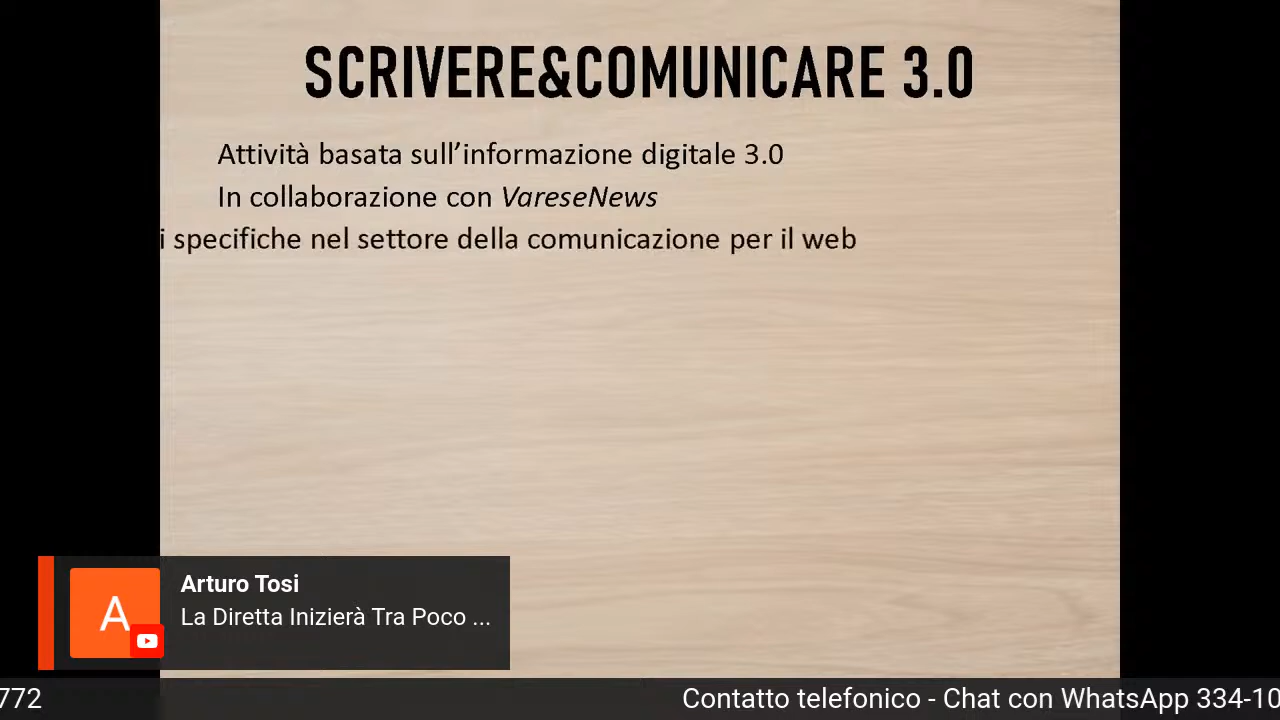 SCRIVERE&COMUNICARE 3.0
Attività basata sull’informazione digitale 3.0
In collaborazione con VareseNews
i specifiche nel settore della comunicazione per il web
Arturo Tosi
La Diretta Inizierà Tra Poco ...
A
772
Contatto telefonico - Chat con WhatsApp 334-10